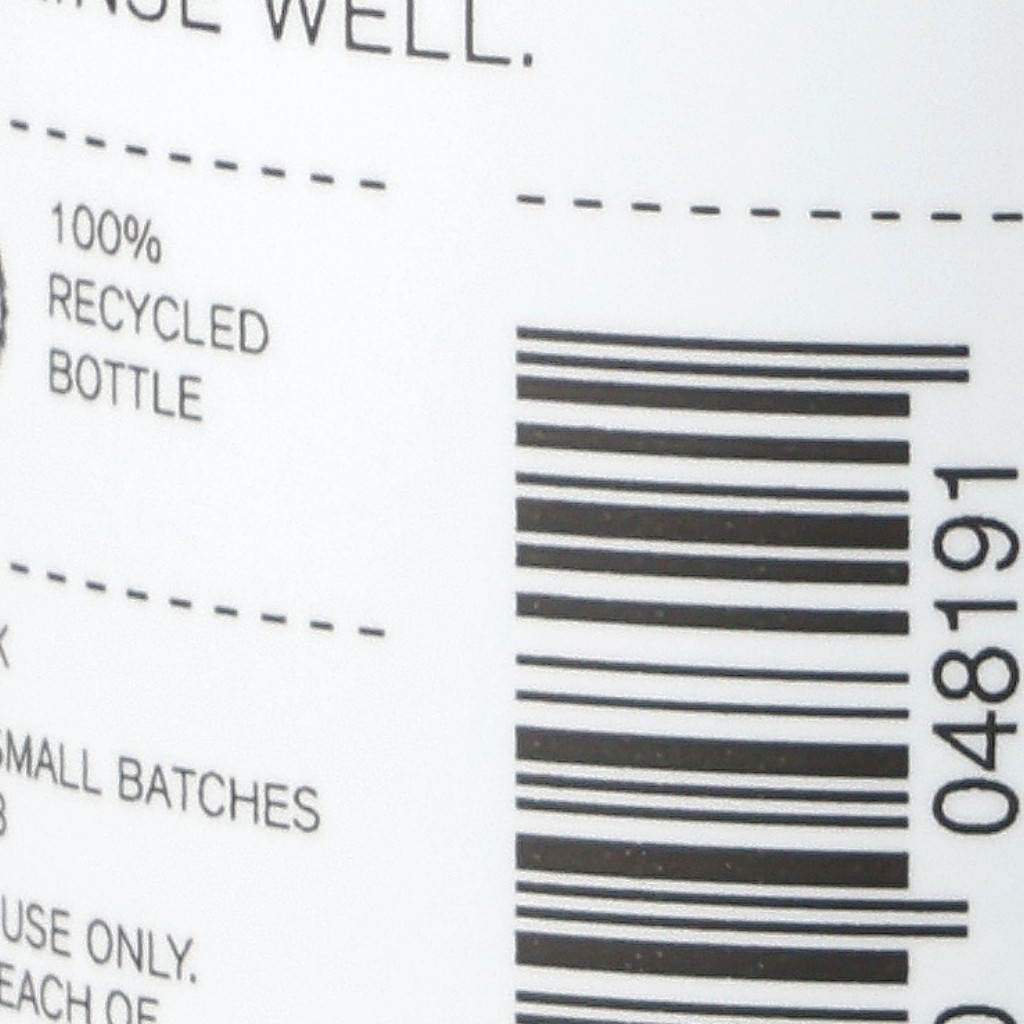 WELL.
100%
RECYCLED
BOTTLE
SMALL BATCHES
USE ONLY.
EACH OF
048191